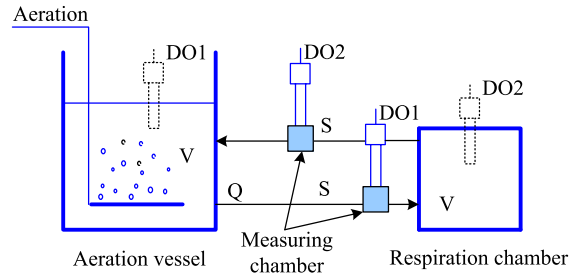 Aeration
DO1
DO2
DO1
DO2
S
V
Q
S
V
Aeration vessel
Measuring
chamber
Respiration chamber